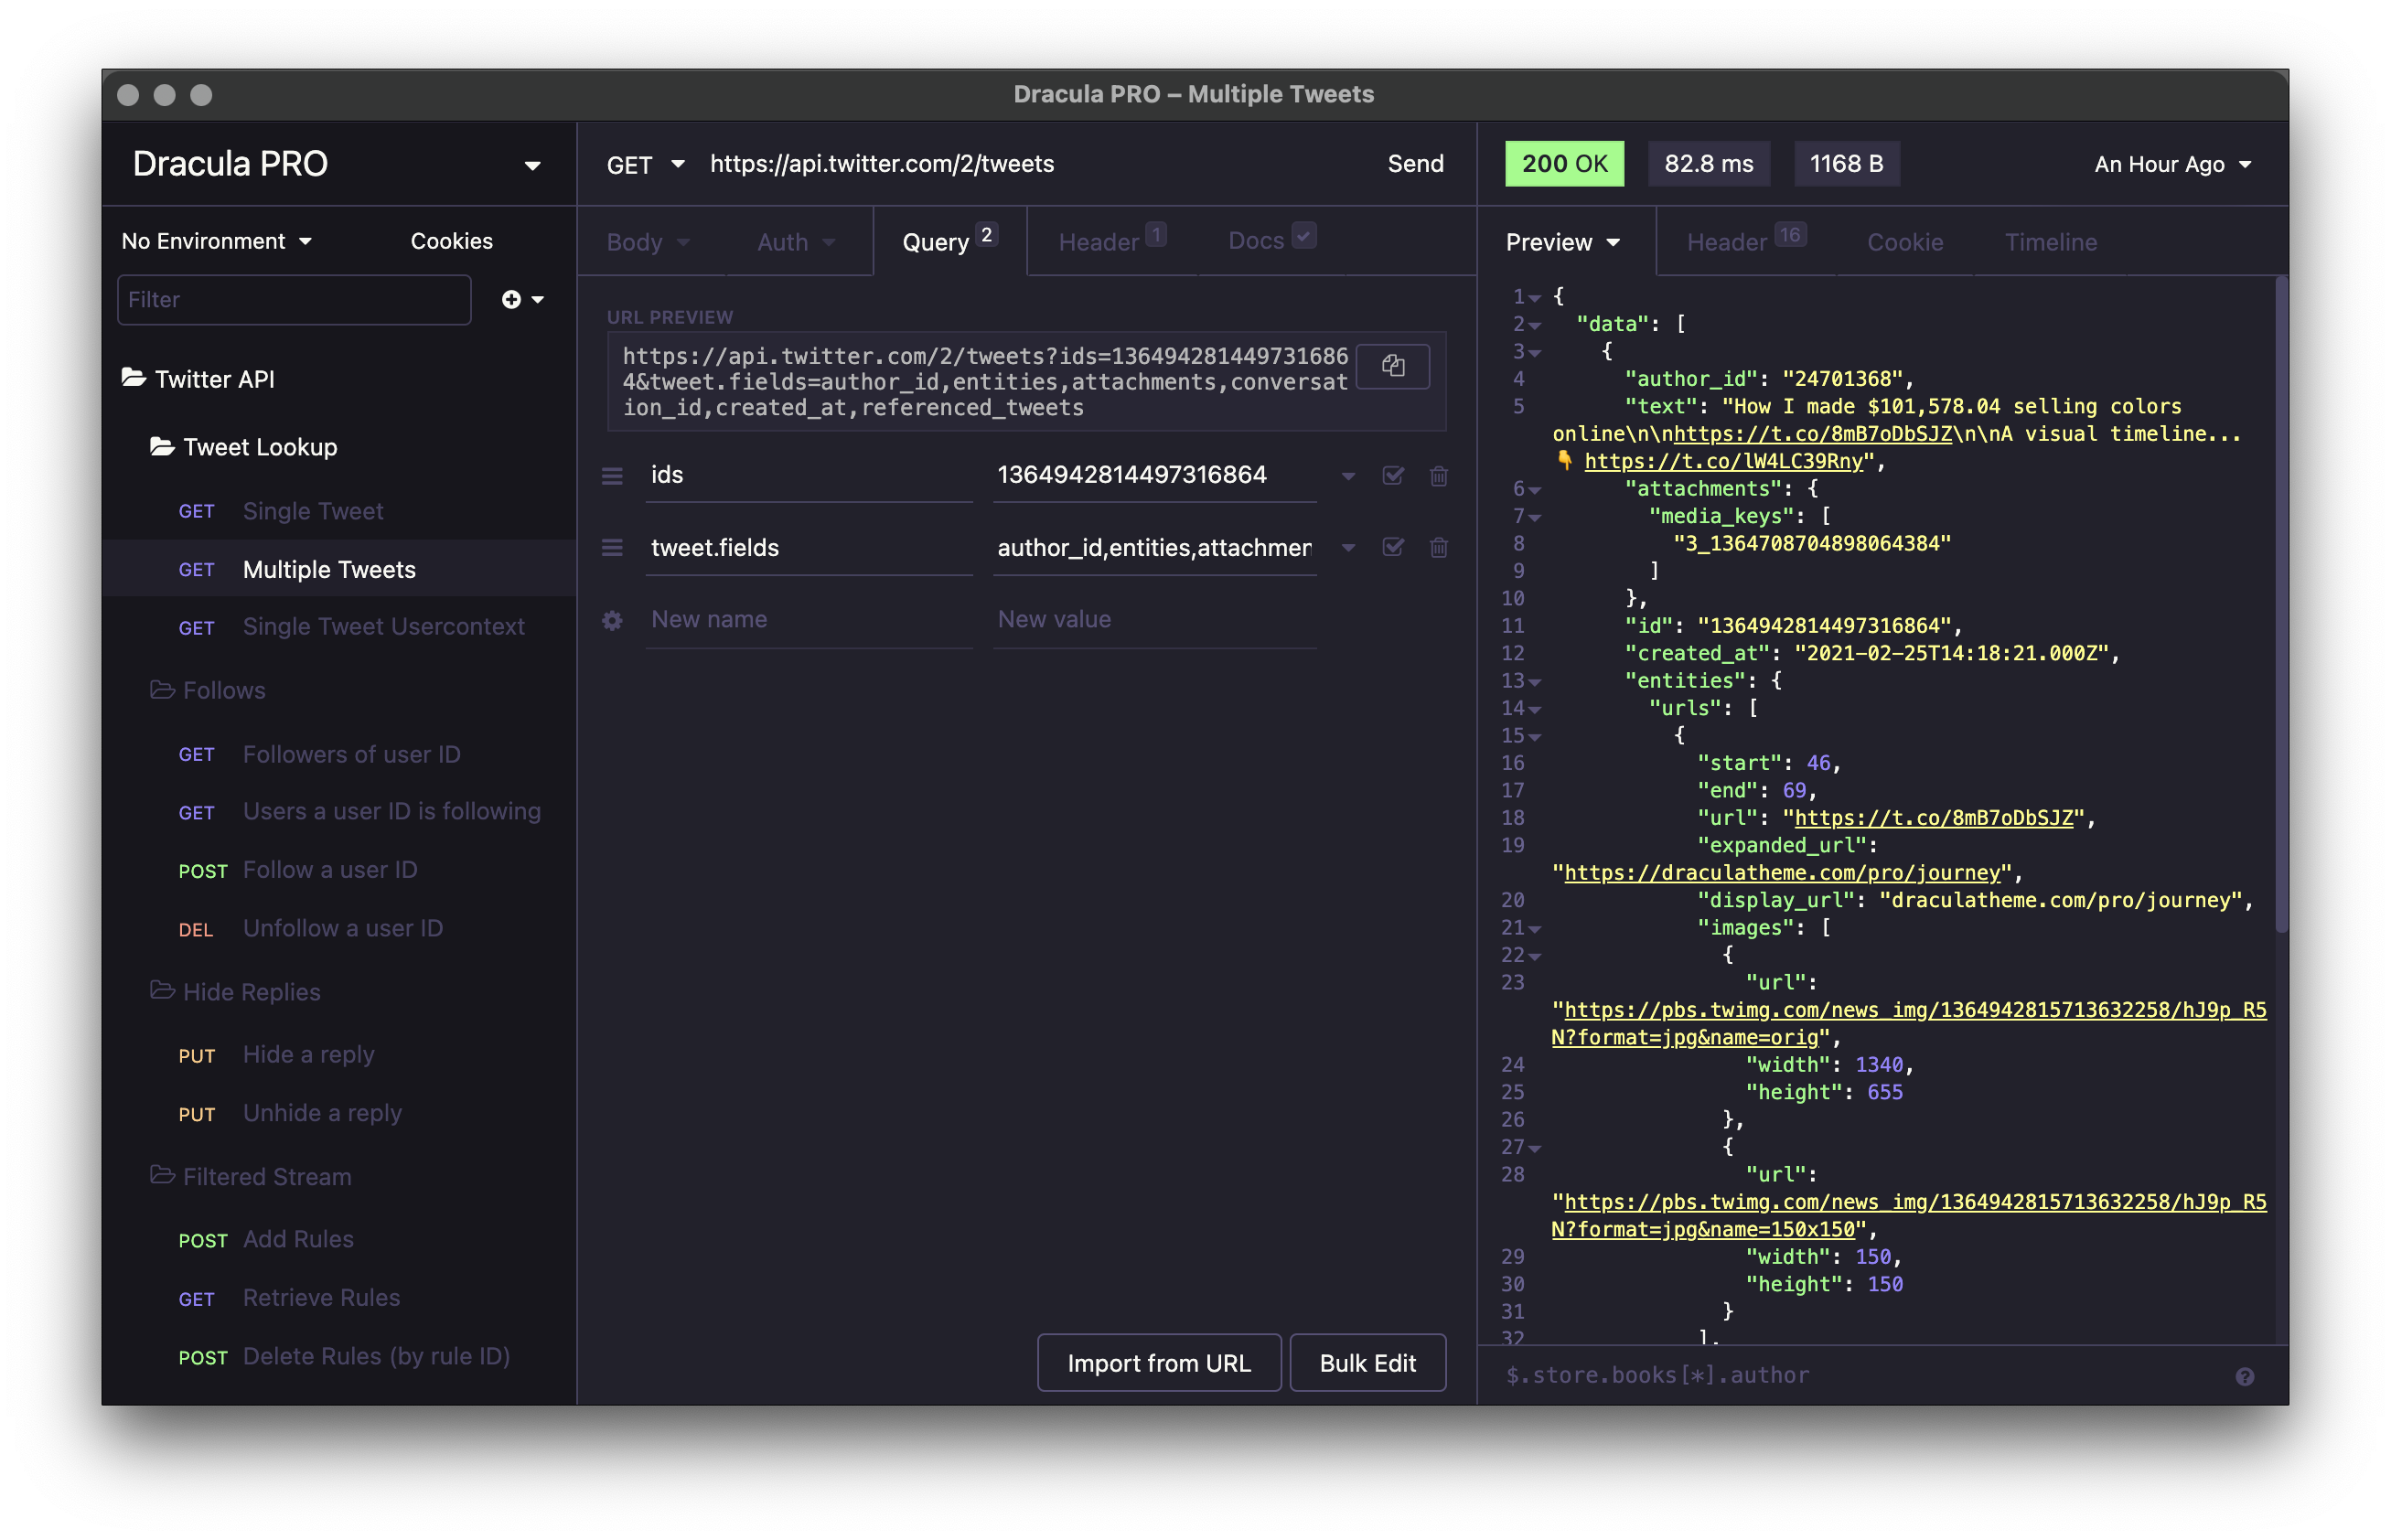 Dracula PRO – Multiple Tweets
Dracula PRO
No Environment
Cookies
Filter
Twitter API
Tweet Lookup
GET Single Tweet
GET Multiple Tweets
GET Single Tweet Usercontext
Follows
GET Followers of user ID
GET Users a user ID is following
POST Follow a user ID
DEL Unfollow a user ID
Hide Replies
PUT Hide a reply
PUT Unhide a reply
Filtered Stream
POST Add Rules
GET Retrieve Rules
POST Delete Rules (by rule ID)
GET https://api.twitter.com/2/tweets Send
Body Auth Query 2 Header 1 Docs
URL PREVIEW
https://api.twitter.com/2/tweets?ids=136494281449731686
4&tweet.fields=author_id,entities,attachments,conversat
ion_id,created_at,referenced_tweets
ids 1364942814497316864
tweet.fields author_id,entities,attachmen
New name New value
Import from URL Bulk Edit
200 OK 82.8 ms 1168 B An Hour Ago
Preview Header 16 Cookie Timeline
1 {
2 "data": [
3 {
4 "author_id": "24701368",
5 "text": "How I made $101,578.04 selling colors
online\n\nhttps://t.co/8mB7oDbSJZ\n\nA visual timeline...
👇 https://t.co/lW4LC39Rny",
6 "attachments": {
7 "media_keys": [
8 "3_1364708704898064384"
9 ]
10 },
11 "id": "1364942814497316864",
12 "created_at": "2021-02-25T14:18:21.000Z",
13 "entities": {
14 "urls": [
15 {
16 "start": 46,
17 "end": 69,
18 "url": "https://t.co/8mB7oDbSJZ",
19 "expanded_url":
"https://draculatheme.com/pro/journey",
20 "display_url": "draculatheme.com/pro/journey",
21 "images": [
22 {
23 "url":
"https://pbs.twimg.com/news_img/1364942815713632258/hJ9p_R5
N?format=jpg&name=orig",
24 "width": 1340,
25 "height": 655
26 },
27 {
28 "url":
"https://pbs.twimg.com/news_img/1364942815713632258/hJ9p_R5
N?format=jpg&name=150x150",
29 "width": 150,
30 "height": 150
31 }
32 ],
$.store.books[*].author